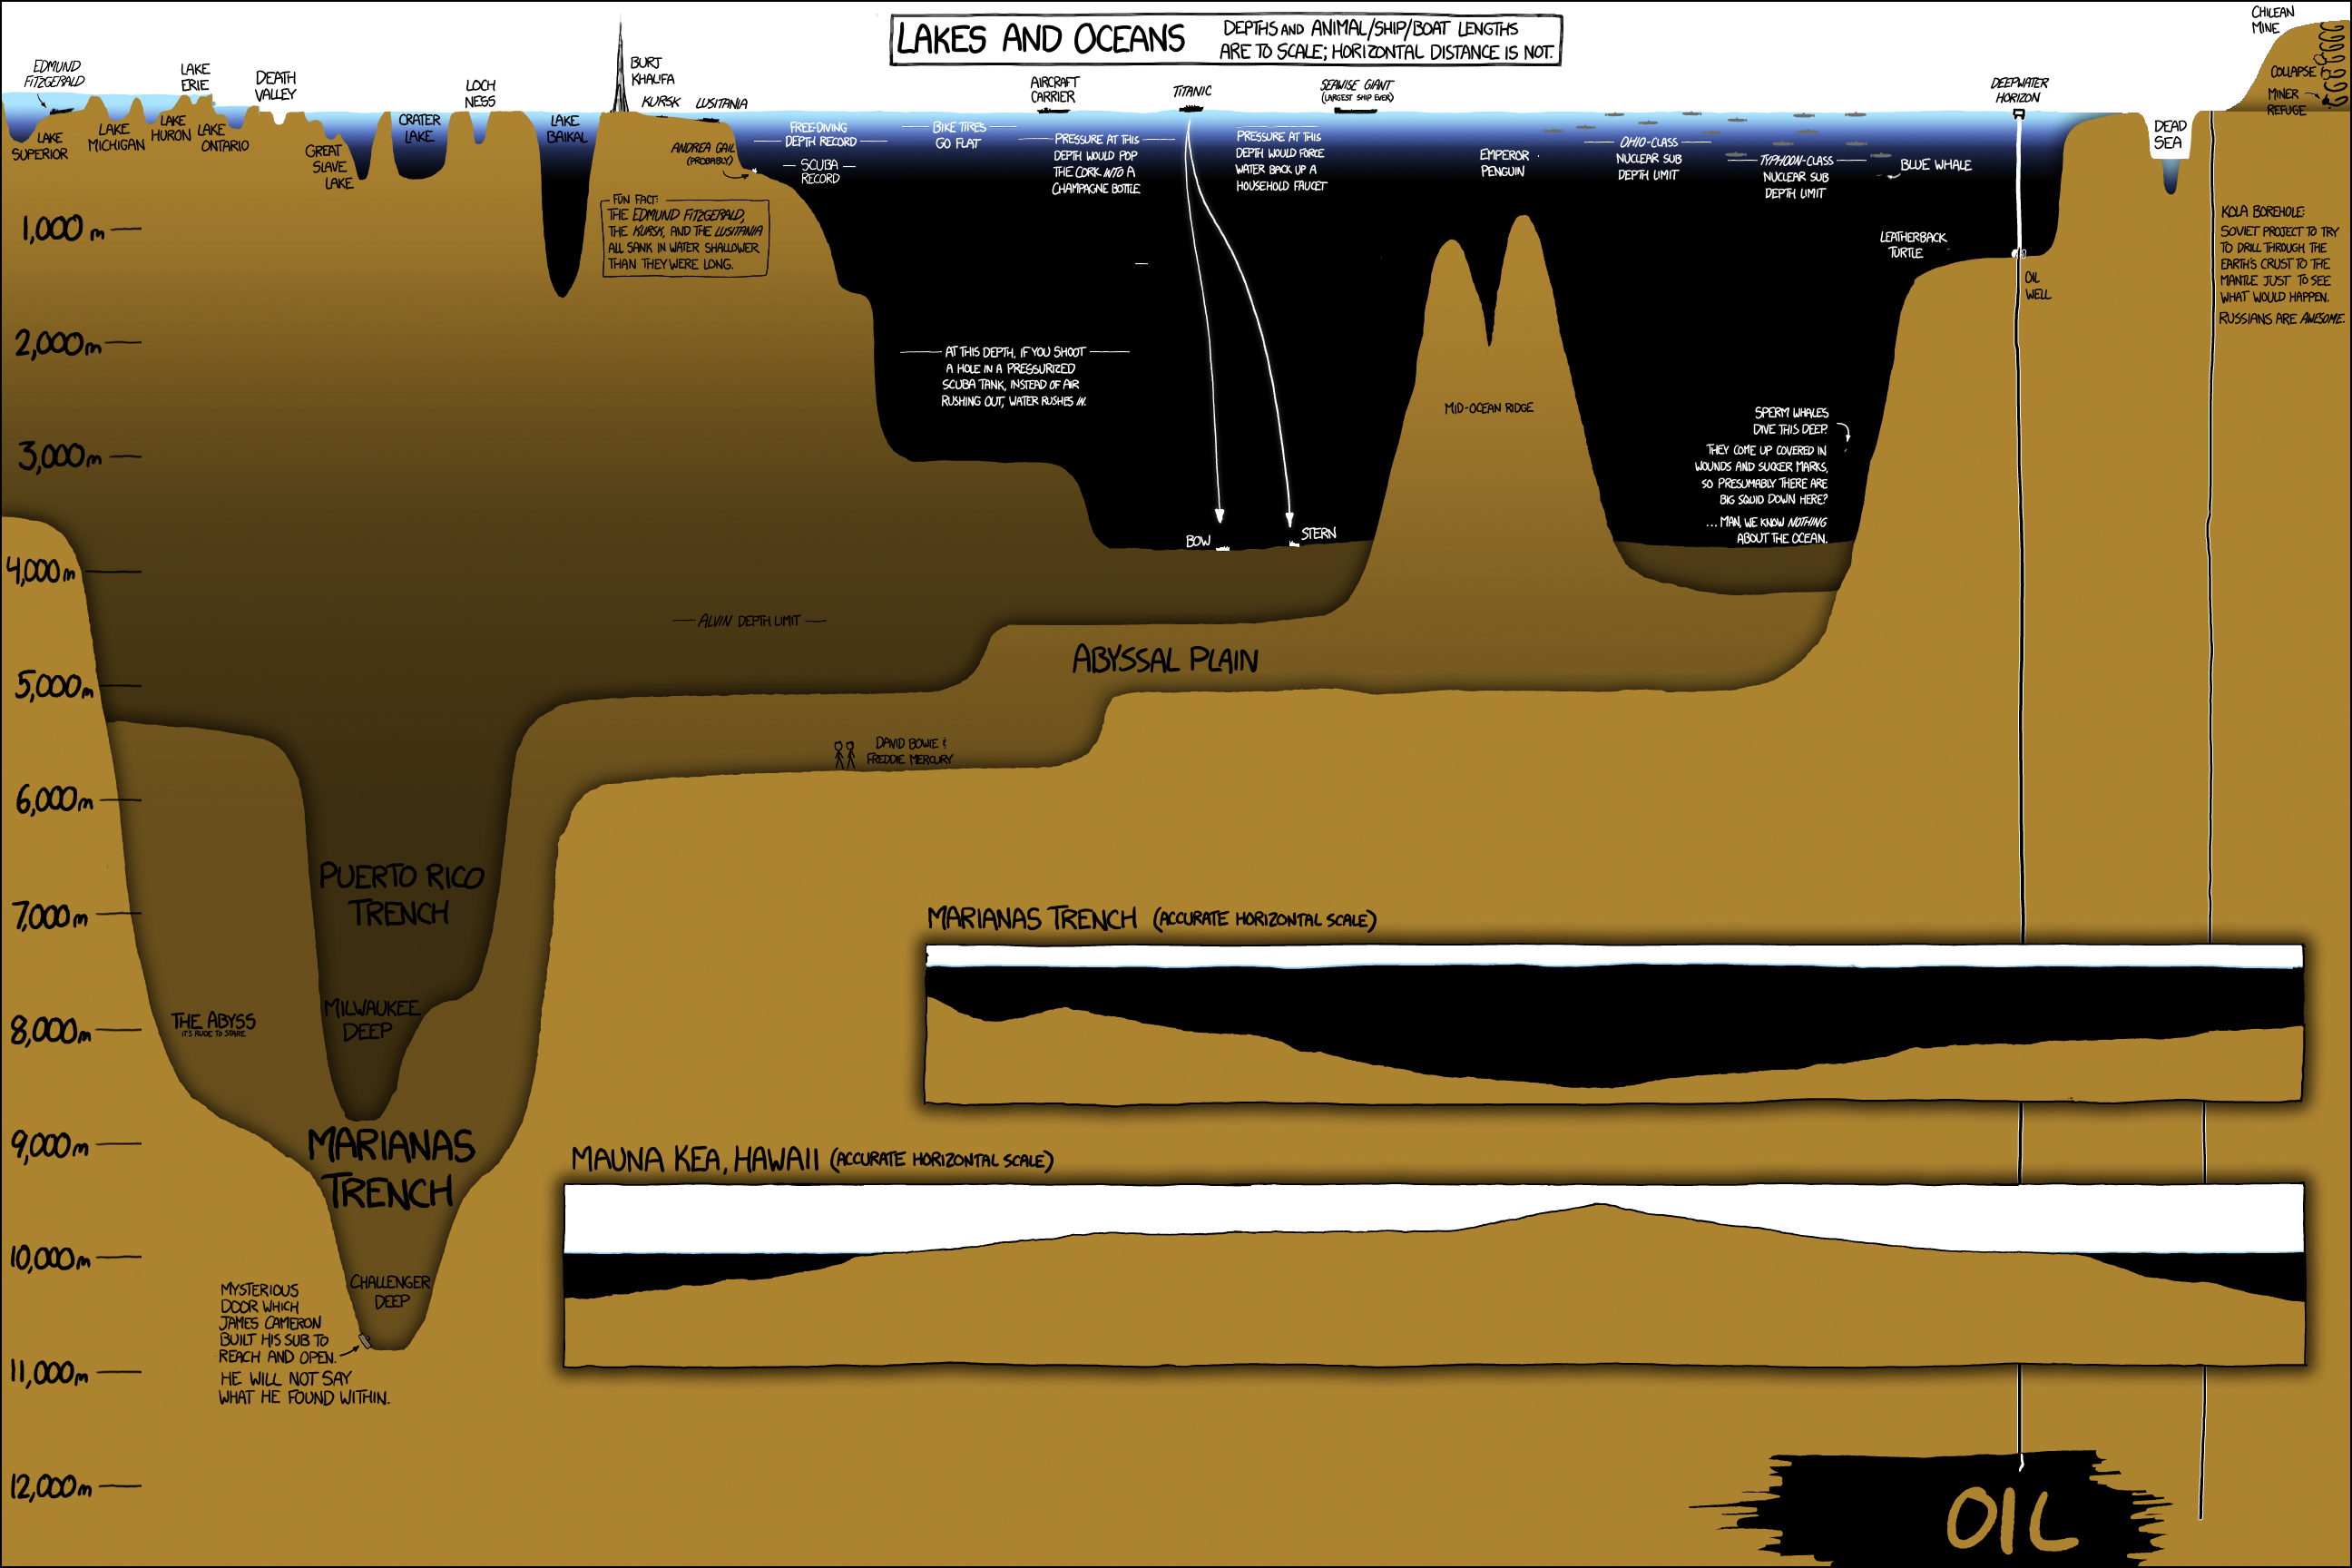 LAKES AND OCEANS
DEPTHS AND ANIMAL/SHIP/BOAT LENGTHS
ARE TO SCALE; HORIZONTAL DISTANCE IS NOT.
EDMUND
FITZGERALD
LAKE
SUPERIOR
LAKE
MICHIGAN
LAKE
HURON
LAKE
ERIE
LAKE
ONTARIO
DEATH
VALLEY
GREAT
SLAVE
LAKE
CRATER
LAKE
LOCH
NESS
LAKE
BAIKAL
BURJ
KHALIFA
KURSK
LUSITANIA
ANDREA GAIL
(PROBABLY)
FUN FACT:
THE EDMUND FITZGERALD,
THE KURSK, AND THE LUSITANIA
ALL SANK IN WATER SHALLOWER
THAN THEY WERE LONG.
FREE-DIVING
DEPTH RECORD
SCUBA
RECORD
BIKE TIRES
GO FLAT
AIRCRAFT
CARRIER
PRESSURE AT THIS
DEPTH WOULD POP
THE CORK INTO A
CHAMPAGNE BOTTLE
TITANIC
PRESSURE AT THIS
DEPTH WOULD FORCE
WATER BACK UP A
HOUSEHOLD FAUCET
SEAWISE GIANT
(LARGEST SHIP EVER)
EMPEROR
PENGUIN
OHIO-CLASS
NUCLEAR SUB
DEPTH LIMIT
TYPHOON-CLASS
NUCLEAR SUB
DEPTH LIMIT
BLUE WHALE
LEATHERBACK
TURTLE
DEEPWATER
HORIZON
OIL
WELL
DEAD
SEA
CHILEAN
MINE
COLLAPSE
MINER
REFUGE
KOLA BOREHOLE:
SOVIET PROJECT TO TRY
TO DRILL THROUGH THE
EARTH'S CRUST TO THE
MANTLE JUST TO SEE
WHAT WOULD HAPPEN.
RUSSIANS ARE AWESOME.
AT THIS DEPTH, IF YOU SHOOT
A HOLE IN A PRESSURIZED
SCUBA TANK, INSTEAD OF AIR
RUSHING OUT, WATER RUSHES IN.
BOW
STERN
MID-OCEAN RIDGE
SPERM WHALES
DIVE THIS DEEP.
THEY COME UP COVERED IN
WOUNDS AND SUCKER MARKS,
SO PRESUMABLY THERE ARE
BIG SQUID DOWN HERE?
...MAN, WE KNOW NOTHING
ABOUT THE OCEAN.
1,000 m
2,000m
3,000m
4,000m
5,000m
6,000m
7,000m
8,000m
9,000m
10,000m
11,000m
12,000m
ALVIN DEPTH LIMIT
ABYSSAL PLAIN
DAVID BOWIE &
FREDDIE MERCURY
PUERTO RICO
TRENCH
MILWAUKEE
DEEP
THE ABYSS
IT'S RUDE TO STARE
MARIANAS
TRENCH
CHALLENGER
DEEP
MYSTERIOUS
DOOR WHICH
JAMES CAMERON
BUILT HIS SUB TO
REACH AND OPEN.
HE WILL NOT SAY
WHAT HE FOUND WITHIN.
MARIANAS TRENCH (ACCURATE HORIZONTAL SCALE)
MAUNA KEA, HAWAII (ACCURATE HORIZONTAL SCALE)
OIL